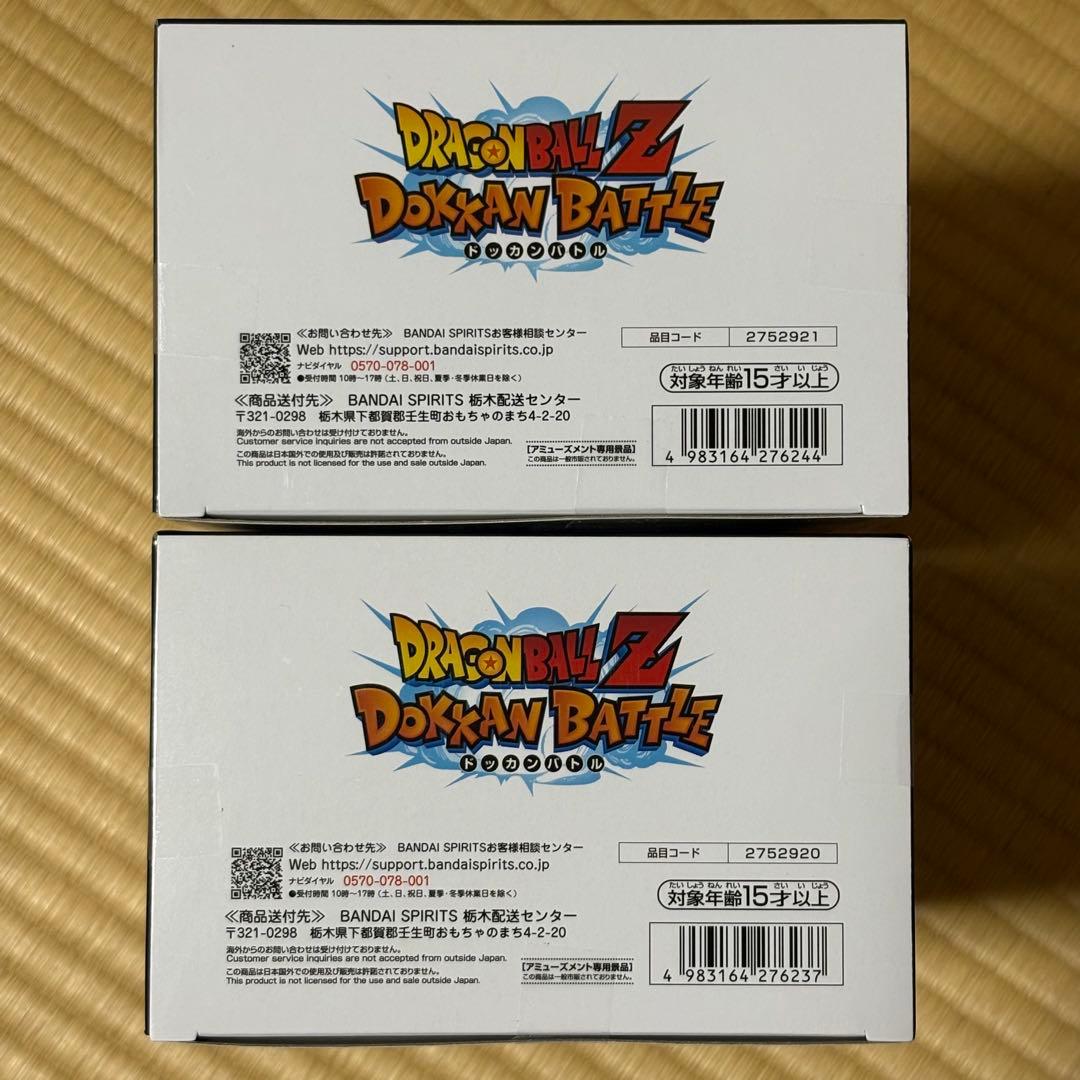 DRAGONBALL Z
DOKKAN BATTLE
ドッカンバトル
≪お問い合わせ先≫ BANDAI SPIRITSお客様相談センター
Web https://support.bandaispirits.co.jp
ナビダイヤル 0570-078-001
●受付時間 10時～17時（土、日、祝日、夏季・冬季休業日を除く）
≪商品送付先≫ BANDAI SPIRITS 栃木配送センター
〒321-0298 栃木県下都賀郡壬生町おもちゃのまち4-2-20
海外からのお問い合わせは受け付けておりません。
Customer service inquiries are not accepted from outside Japan.
この商品は日本国外での使用及び販売は許諾されておりません。
This product is not licensed for the use and sale outside Japan.
品目コード 2752921
たいしょうねんれい さい いじょう
対象年齢15才以上
[アミューズメント専用景品]
この商品は一般市販されておりません。
4 983164 276244
DRAGONBALL Z
DOKKAN BATTLE
ドッカンバトル
≪お問い合わせ先≫ BANDAI SPIRITSお客様相談センター
Web https://support.bandaispirits.co.jp
ナビダイヤル 0570-078-001
●受付時間 10時～17時（土、日、祝日、夏季・冬季休業日を除く）
≪商品送付先≫ BANDAI SPIRITS 栃木配送センター
〒321-0298 栃木県下都賀郡壬生町おもちゃのまち4-2-20
海外からのお問い合わせは受け付けておりません。
Customer service inquiries are not accepted from outside Japan.
この商品は日本国外での使用及び販売は許諾されておりません。
This product is not licensed for the use and sale outside Japan.
品目コード 2752920
たいしょうねんれい さい いじょう
対象年齢15才以上
[アミューズメント専用景品]
この商品は一般市販されておりません。
4 983164 276237